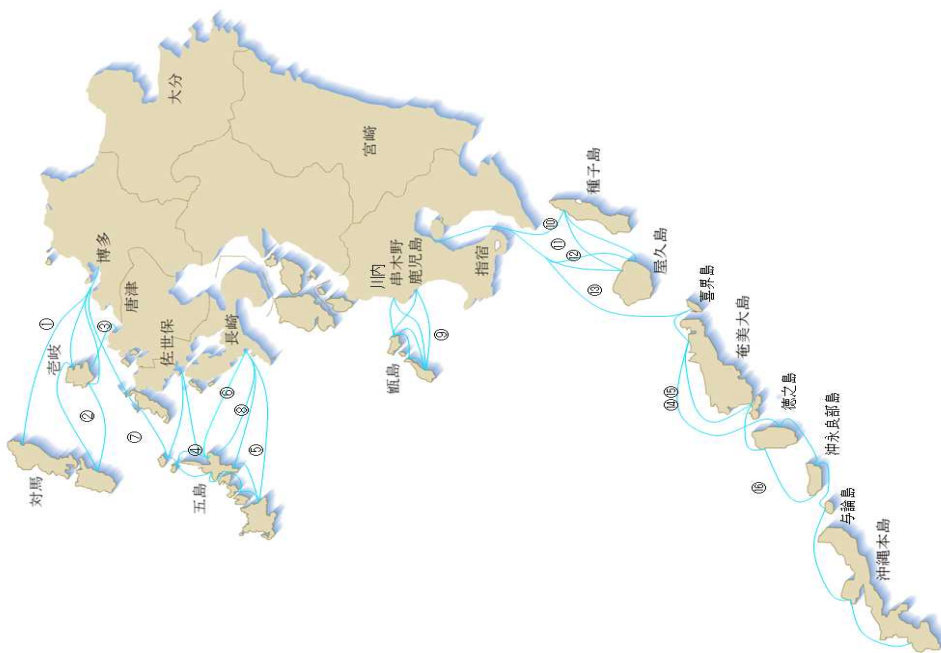 大分
宮崎
博多
唐津
佐世保
長崎
川内
串木野
鹿児島
指宿
種子島
屋久島
喜界島
奄美大島
徳之島
沖永良部島
与論島
沖縄本島
甑島
五島
壱岐
対馬
①
②
③
④
⑤
⑥
⑦
⑧
⑨
⑩
⑪
⑫
⑬
⑭⑮
⑯